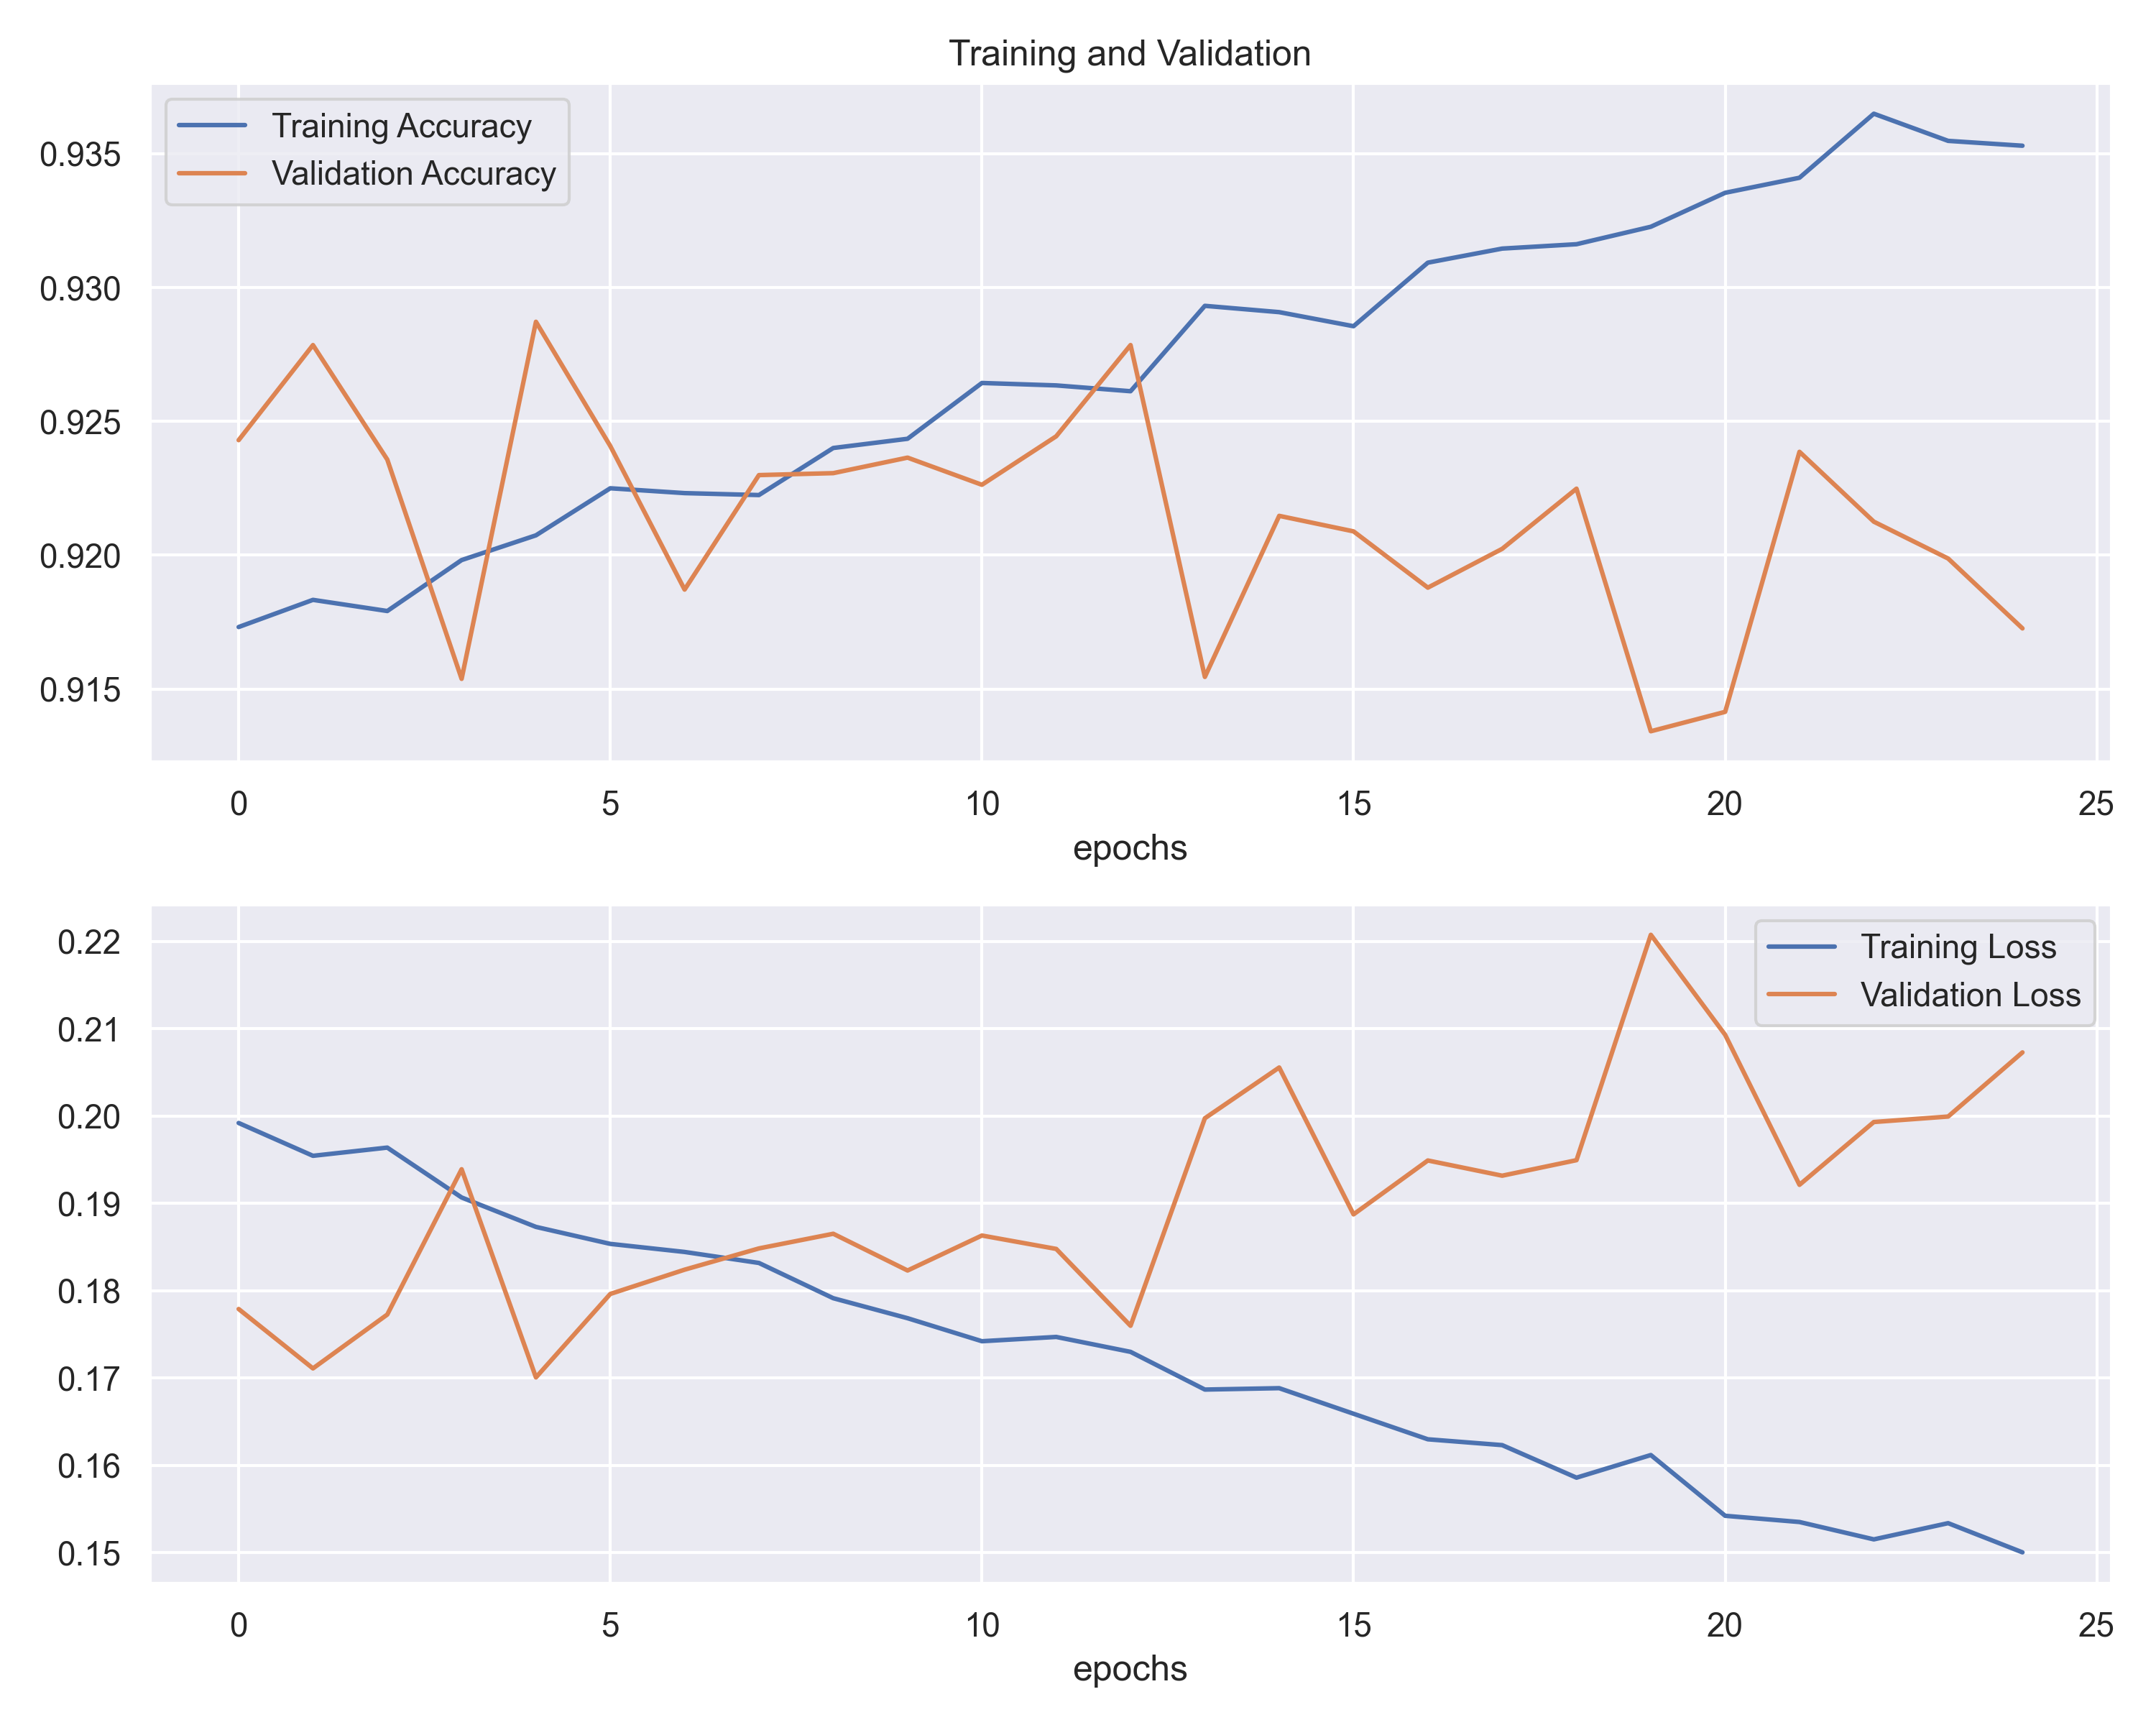 Training and Validation
Training Accuracy
Validation Accuracy
0.935
0.930
0.925
0.920
0.915
0 5 10 15 20 25
epochs
Training Loss
Validation Loss
0.22
0.21
0.20
0.19
0.18
0.17
0.16
0.15
0 5 10 15 20 25
epochs